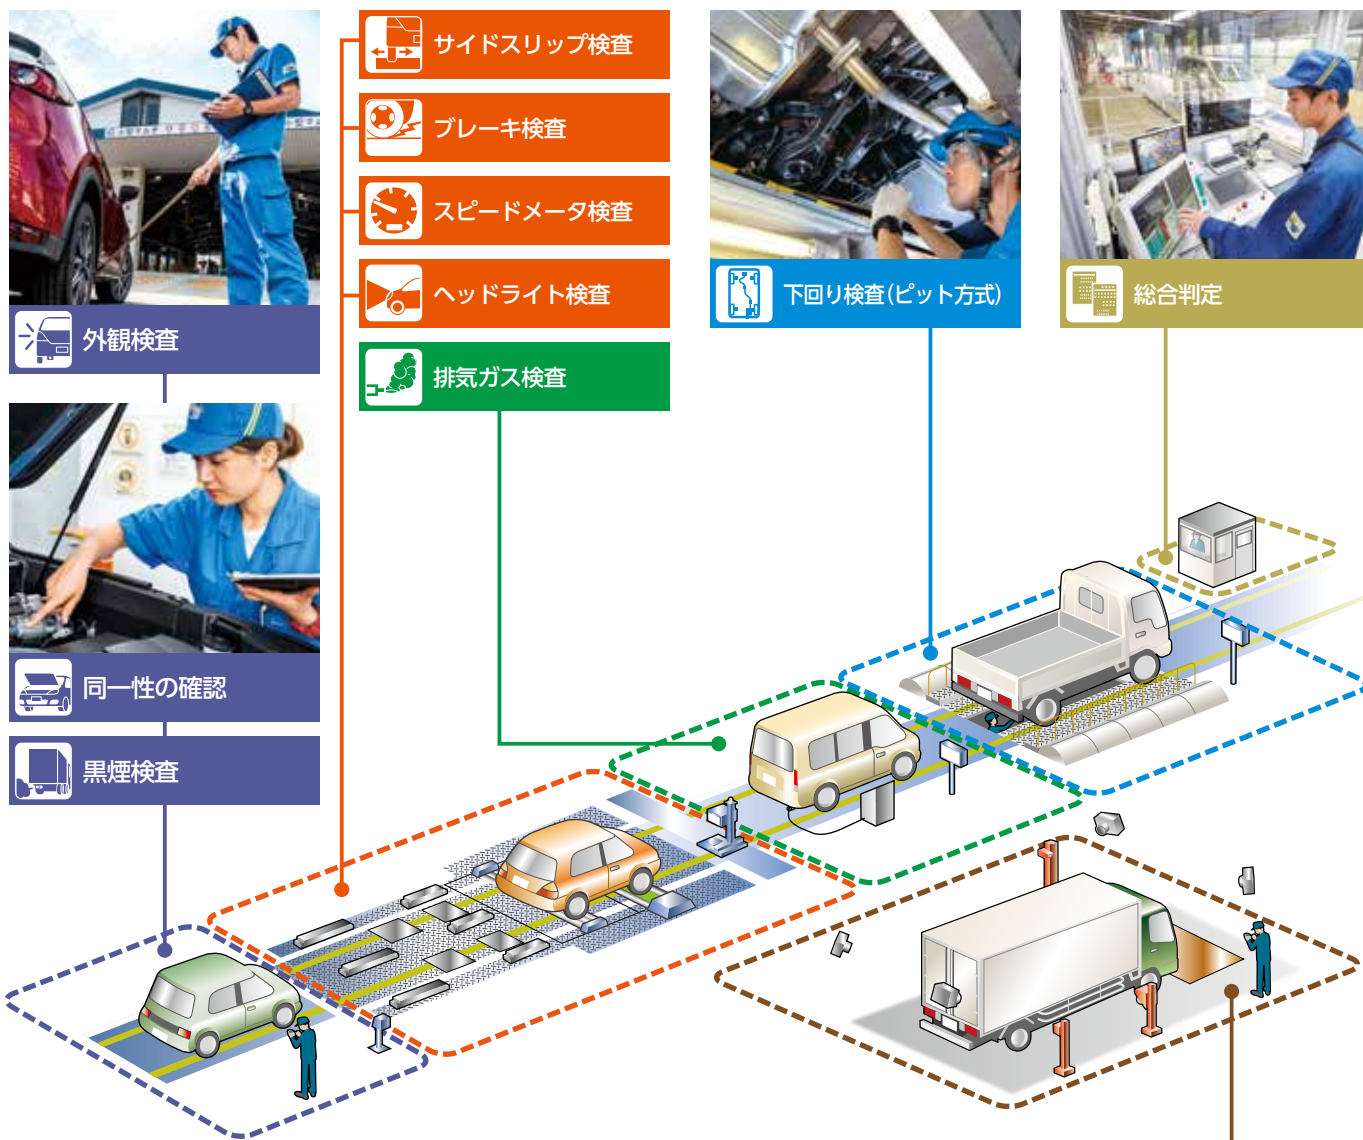 サイドスリップ検査
ブレーキ検査
スピードメータ検査
ヘッドライト検査
排気ガス検査
下回り検査(ピット方式)
総合判定
外観検査
同一性の確認
黒煙検査